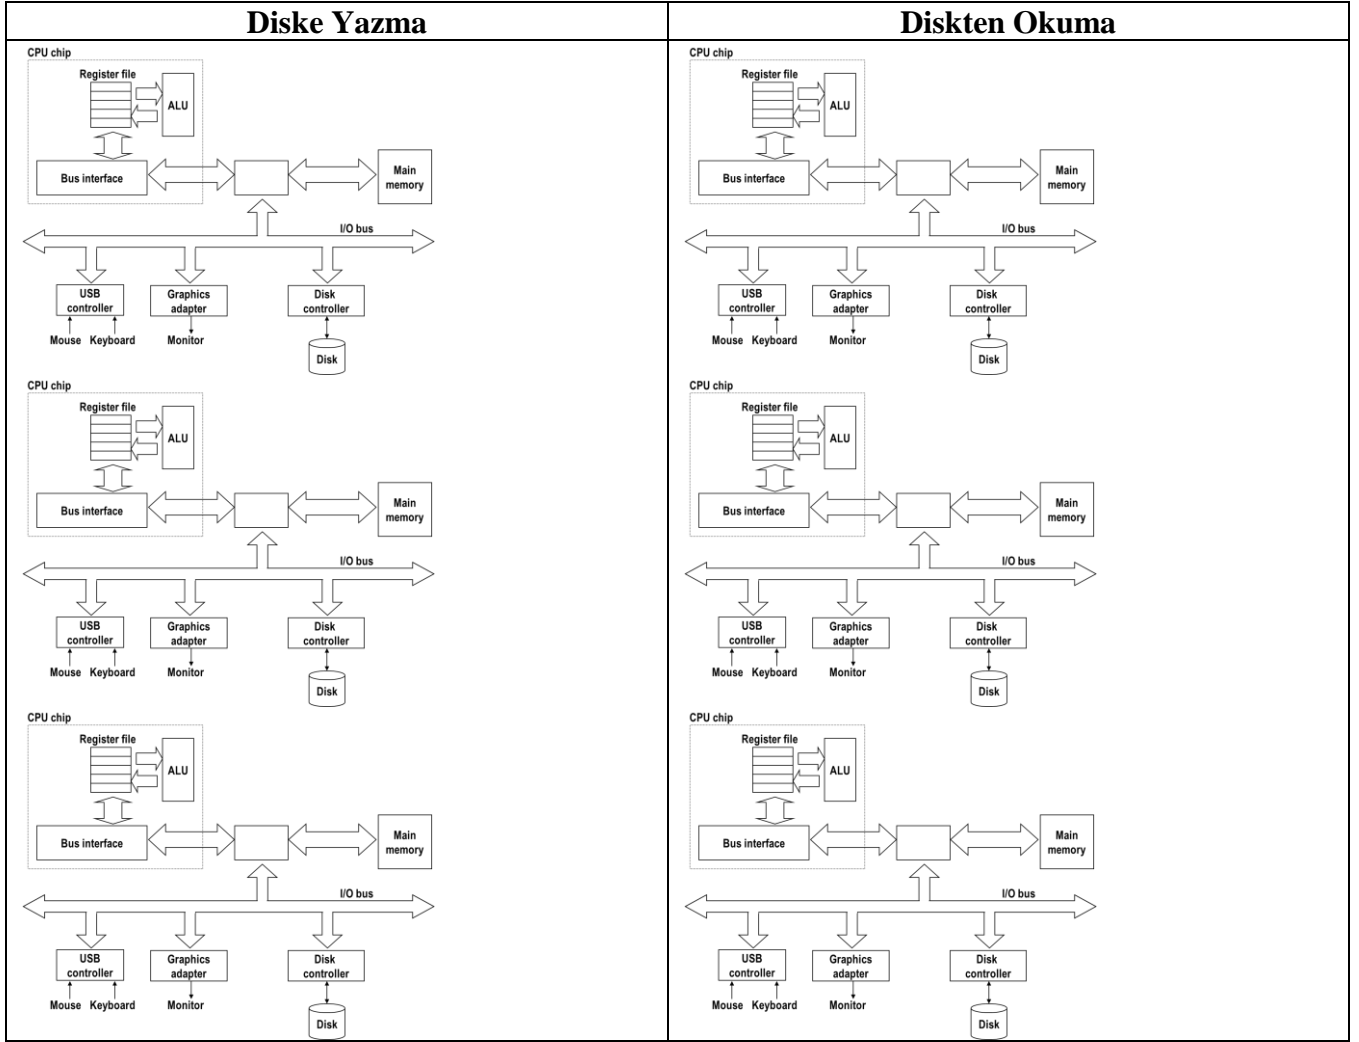 Diske Yazma
Diskten Okuma
CPU chip
Register file
ALU
Bus interface
Main
memory
I/O bus
USB
controller
Graphics
adapter
Disk
controller
Mouse Keyboard
Monitor
Disk
CPU chip
Register file
ALU
Bus interface
Main
memory
I/O bus
USB
controller
Graphics
adapter
Disk
controller
Mouse Keyboard
Monitor
Disk
CPU chip
Register file
ALU
Bus interface
Main
memory
I/O bus
USB
controller
Graphics
adapter
Disk
controller
Mouse Keyboard
Monitor
Disk
CPU chip
Register file
ALU
Bus interface
Main
memory
I/O bus
USB
controller
Graphics
adapter
Disk
controller
Mouse Keyboard
Monitor
Disk
CPU chip
Register file
ALU
Bus interface
Main
memory
I/O bus
USB
controller
Graphics
adapter
Disk
controller
Mouse Keyboard
Monitor
Disk
CPU chip
Register file
ALU
Bus interface
Main
memory
I/O bus
USB
controller
Graphics
adapter
Disk
controller
Mouse Keyboard
Monitor
Disk